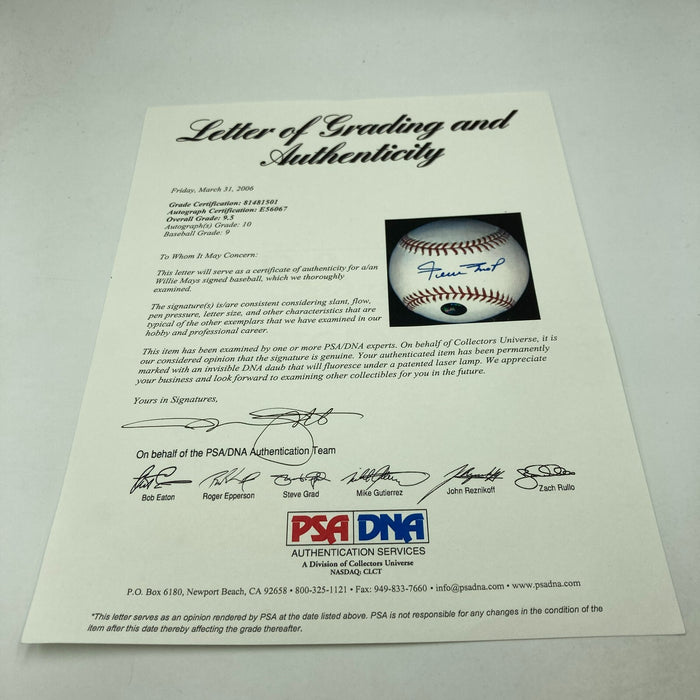 Letter of Grading and
Authenticity
Friday, March 31, 2006
Grade Certification: 81481501
Autograph Certification: E56067
Overall Grade: 9.5
Autograph(s) Grade: 10
Baseball Grade: 9
To Whom It May Concern:
This letter will serve as a certificate of authenticity for a/an
Willie Mays signed baseball, which we thoroughly
examined.
The signature(s) is/are consistent considering slant, flow,
pen pressure, letter size, and other characteristics that are
typical of the other exemplars that we have examined in our
hobby and professional career.
This item has been examined by one or more PSA/DNA experts. On behalf of Collectors Universe, it is
our considered opinion that the signature is genuine. Your authenticated item has been permanently
marked with an invisible DNA daub that will fluoresce under a patented laser lamp. We appreciate
your business and look forward to examining other collectibles for you in the future.
Yours in Signatures,
On behalf of the PSA/DNA Authentication Team
Bob Eaton Roger Epperson Steve Grad Mike Gutierrez John Reznikoff Zach Rullo
PSA DNA
AUTHENTICATION SERVICES
A Division of Collectors Universe
NASDAQ: CLCT
P.O. Box 6180, Newport Beach, CA 92658 • 800-325-1121 • Fax: 949-833-7660 • info@psadna.com • www.psadna.com
*This letter serves as an opinion rendered by PSA at the date listed above. PSA is not responsible for any changes in the condition of the
item after this date thereby affecting the grade thereafter.